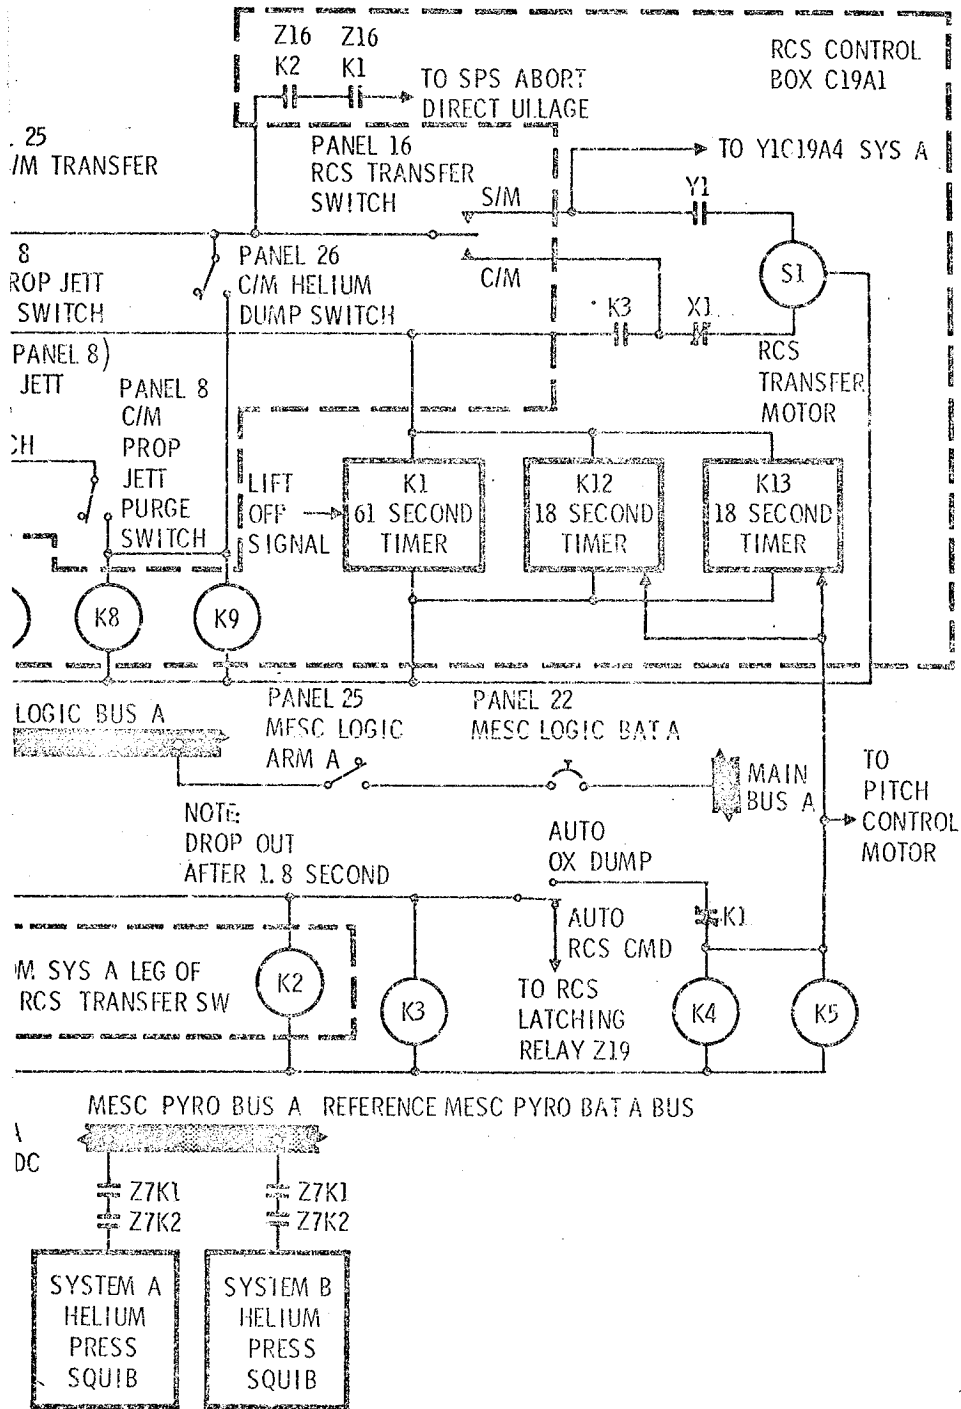 Z16 Z16
K2 K1
TO SPS ABORT
DIRECT ULLAGE
RCS CONTROL
BOX C19A1
. 25
/M TRANSFER
PANEL 16
RCS TRANSFER
SWITCH
TO Y1C19A4 SYS A
S/M
Y1
8
ROP JETT
SWITCH
PANEL 26
C/M HELIUM
DUMP SWITCH
C/M
S1
K3
X1
RCS
TRANSFER
MOTOR
PANEL 8)
JETT
CH
PANEL 8
C/M
PROP
JETT
PURGE
SWITCH
LIFT
OFF
SIGNAL
K1
61 SECOND
TIMER
K12
18 SECOND
TIMER
K13
18 SECOND
TIMER
K8
K9
LOGIC BUS A
PANEL 25
MESC LOGIC
ARM A
PANEL 22
MESC LOGIC BAT A
MAIN
BUS A
TO
PITCH
CONTROL
MOTOR
NOTE:
DROP OUT
AFTER 1.8 SECOND
AUTO
OX DUMP
K1
AUTO
RCS CMD
M SYS A LEG OF
RCS TRANSFER SW
K2
K3
TO RCS
LATCHING
RELAY Z19
K4
K5
MESC PYRO BUS A REFERENCE MESC PYRO BAT A BUS
DC
Z7K1
Z7K2
Z7K1
Z7K2
SYSTEM A
HELIUM
PRESS
SQUIB
SYSTEM B
HELIUM
PRESS
SQUIB